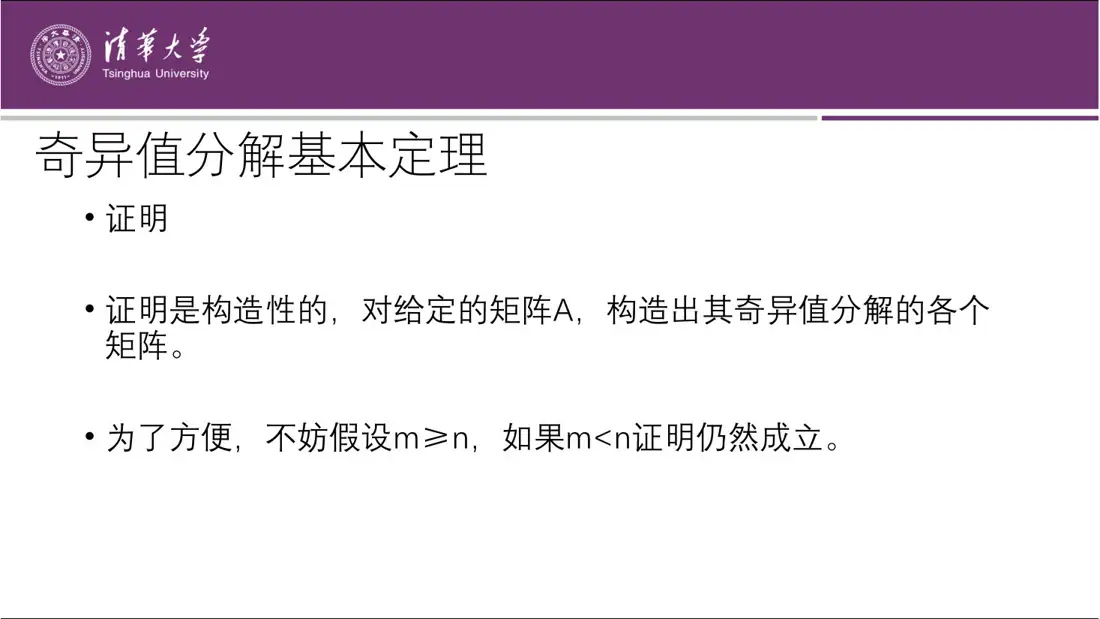 清华大学
Tsinghua University
奇异值分解基本定理
• 证明
• 证明是构造性的，对给定的矩阵A，构造出其奇异值分解的各个
矩阵。
• 为了方便，不妨假设m≥n，如果m<n证明仍然成立。